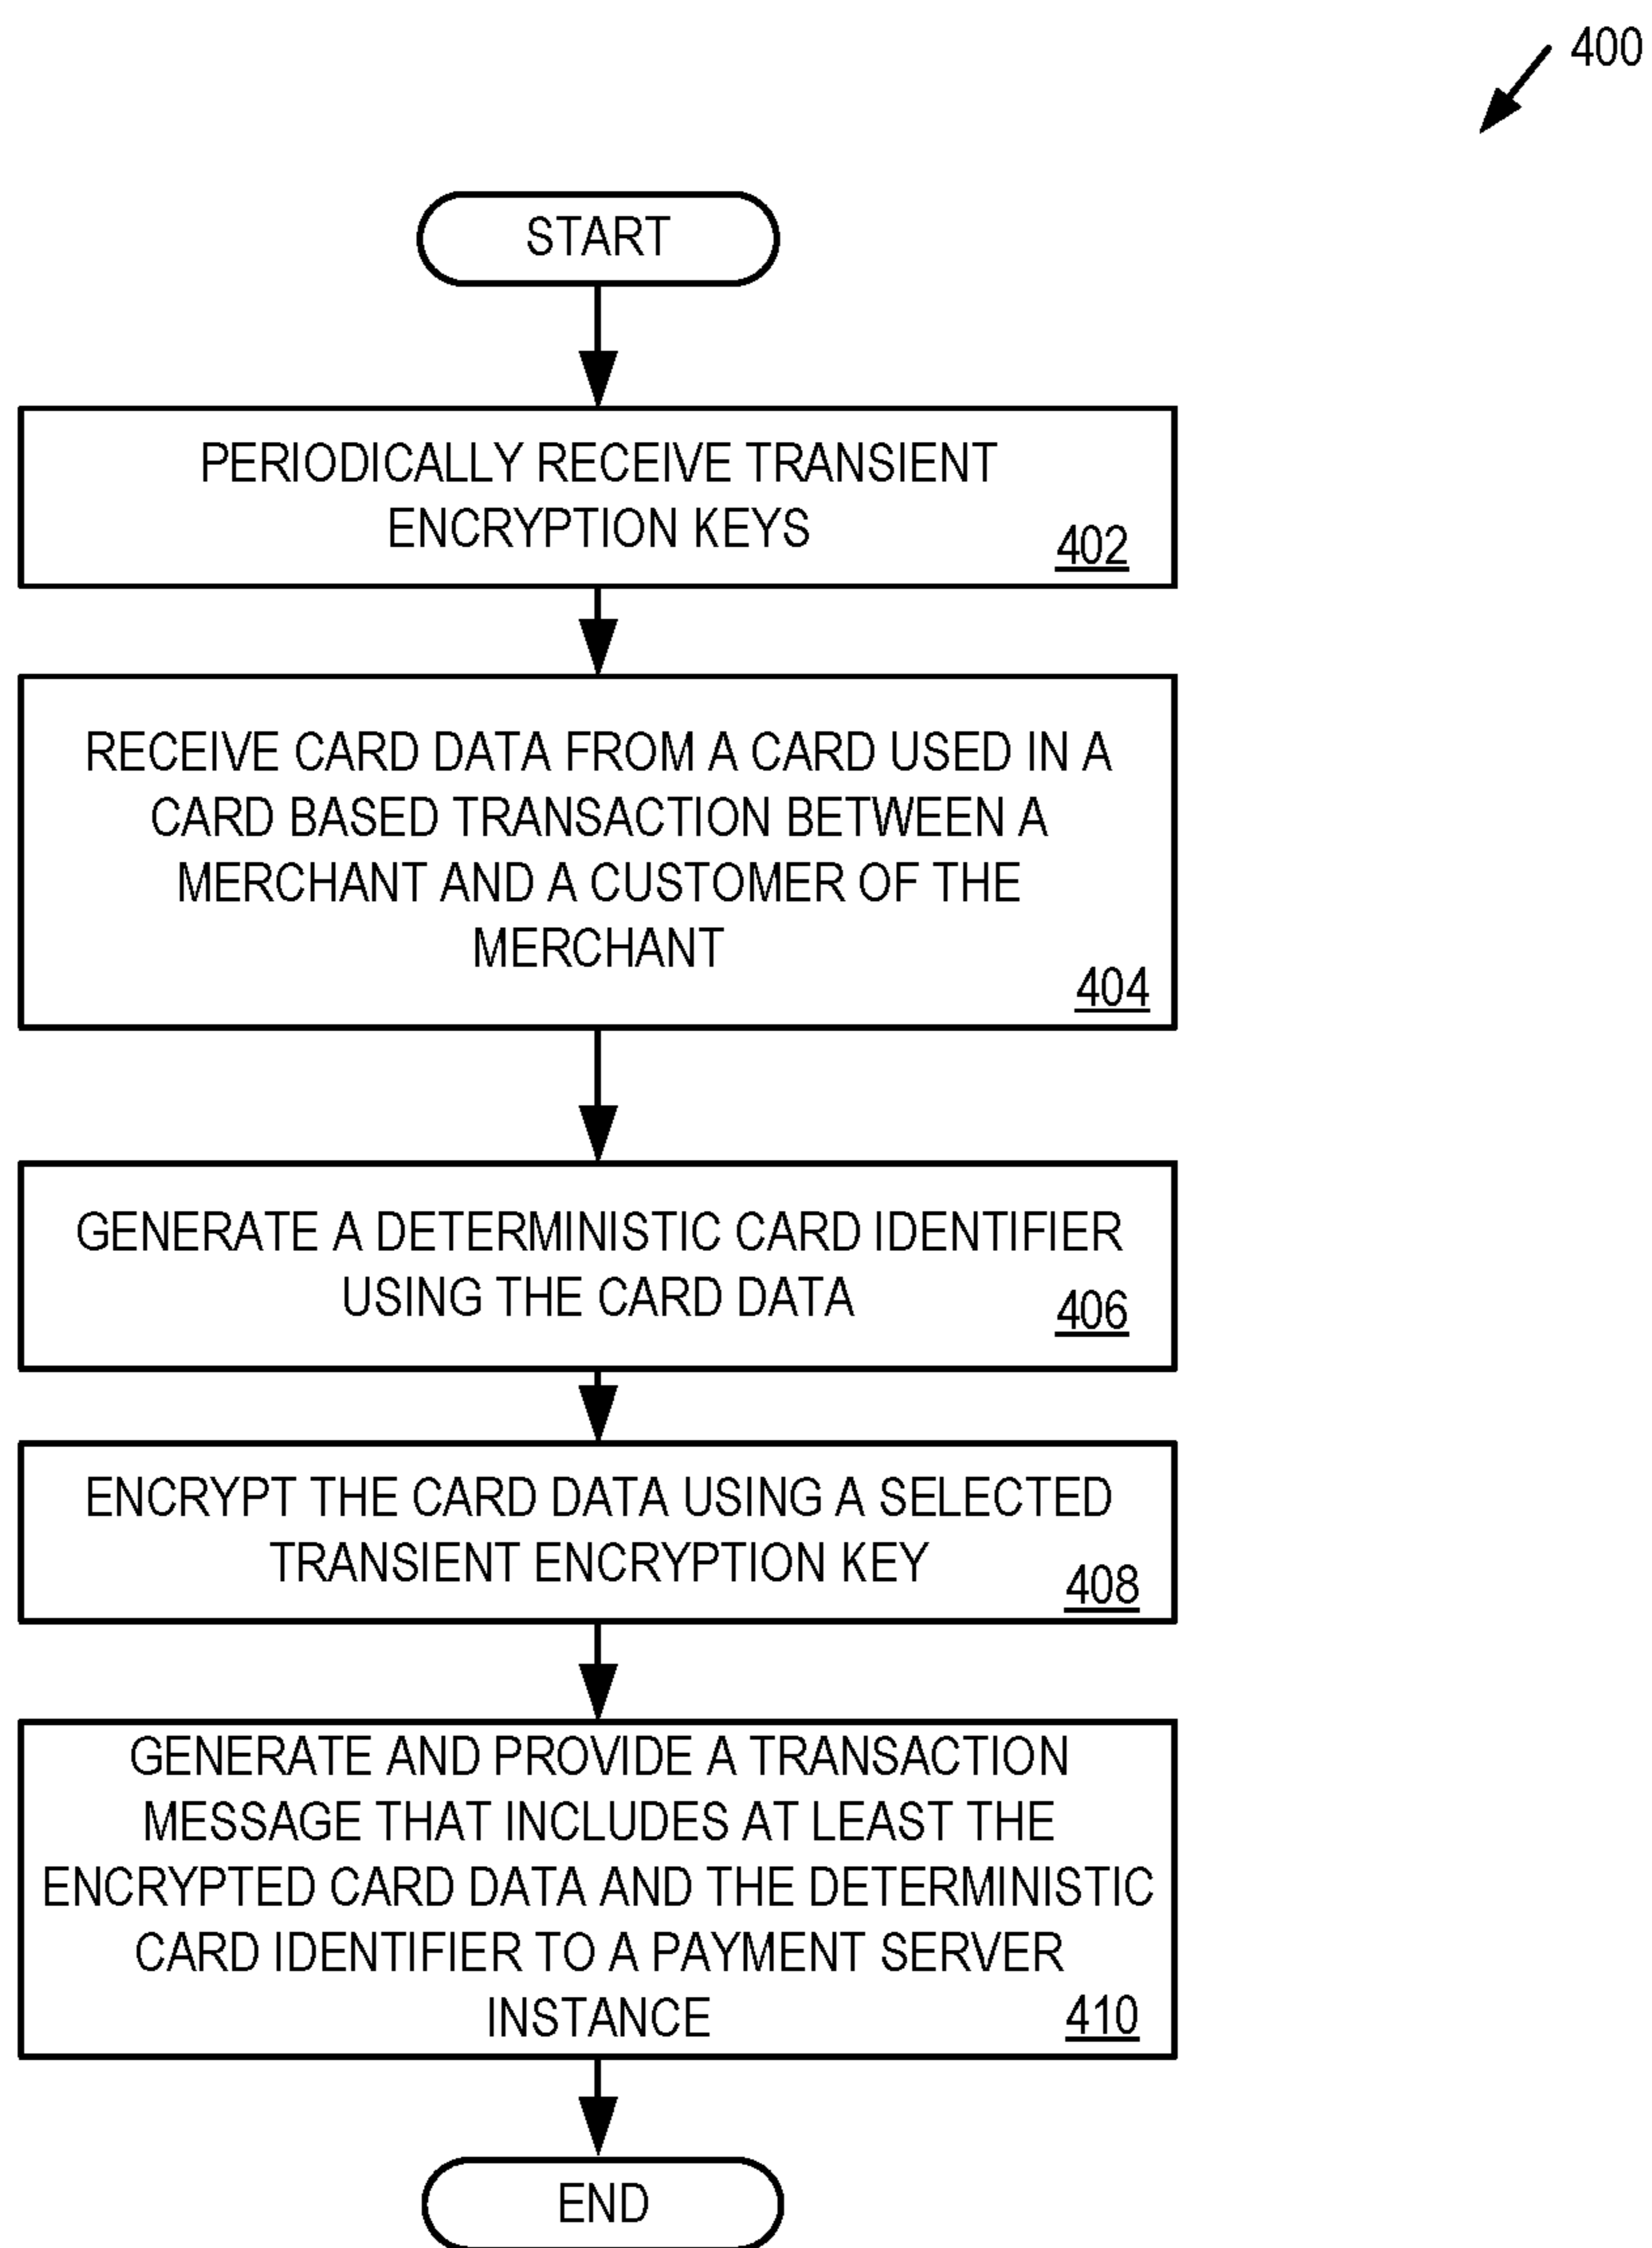 400
START
PERIODICALLY RECEIVE TRANSIENT
ENCRYPTION KEYS
402
RECEIVE CARD DATA FROM A CARD USED IN A
CARD BASED TRANSACTION BETWEEN A
MERCHANT AND A CUSTOMER OF THE
MERCHANT
404
GENERATE A DETERMINISTIC CARD IDENTIFIER
USING THE CARD DATA
406
ENCRYPT THE CARD DATA USING A SELECTED
TRANSIENT ENCRYPTION KEY
408
GENERATE AND PROVIDE A TRANSACTION
MESSAGE THAT INCLUDES AT LEAST THE
ENCRYPTED CARD DATA AND THE DETERMINISTIC
CARD IDENTIFIER TO A PAYMENT SERVER
INSTANCE
410
END